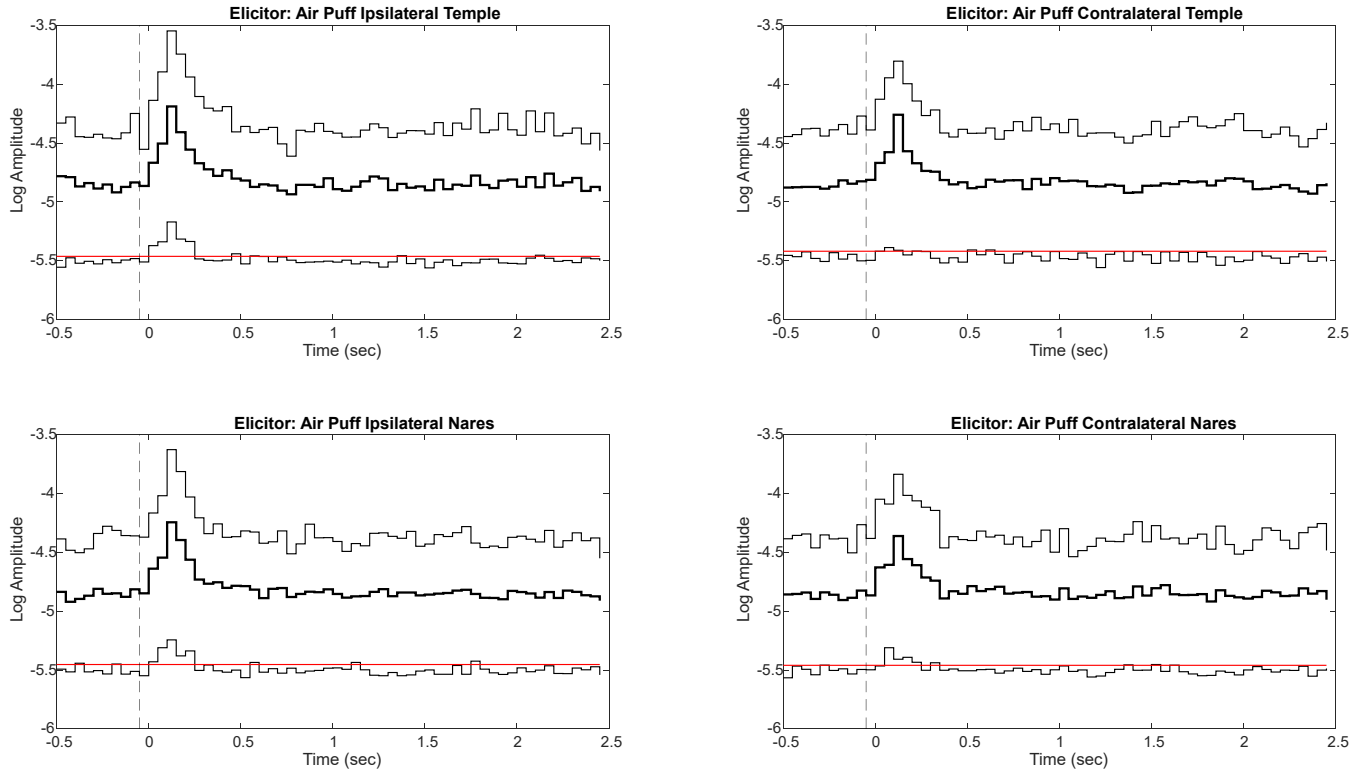 Elicitor: Air Puff Ipsilateral Temple
Log Amplitude
-3.5
-4
-4.5
-5
-5.5
-6
-0.5 0 0.5 1 1.5 2 2.5
Time (sec)
Elicitor: Air Puff Contralateral Temple
Log Amplitude
-3.5
-4
-4.5
-5
-5.5
-6
-0.5 0 0.5 1 1.5 2 2.5
Time (sec)
Elicitor: Air Puff Ipsilateral Nares
Log Amplitude
-3.5
-4
-4.5
-5
-5.5
-6
-0.5 0 0.5 1 1.5 2 2.5
Time (sec)
Elicitor: Air Puff Contralateral Nares
Log Amplitude
-3.5
-4
-4.5
-5
-5.5
-6
-0.5 0 0.5 1 1.5 2 2.5
Time (sec)